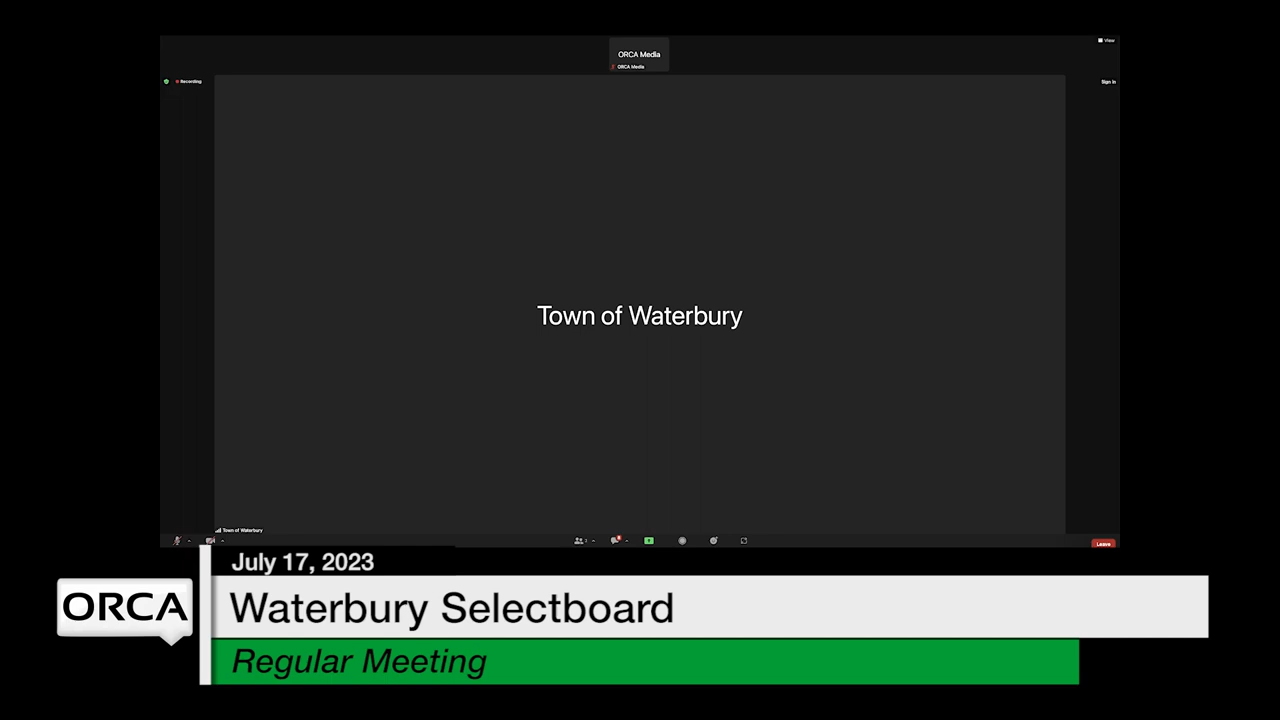 ORCA Media
ORCA Media
View
Recording
Sign in
Town of Waterbury
Town of Waterbury
Leave
July 17, 2023
ORCA
Waterbury Selectboard
Regular Meeting